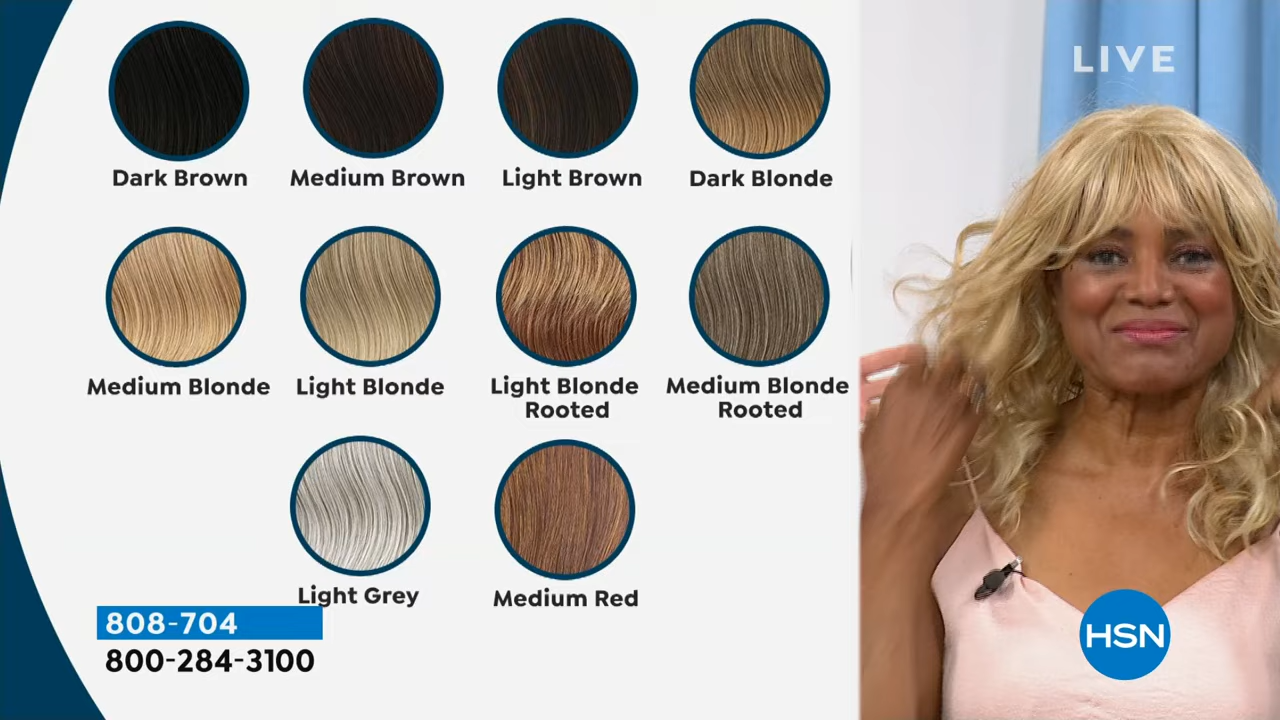 LIVE
Dark Brown
Medium Brown
Light Brown
Dark Blonde
Medium Blonde
Light Blonde
Light Blonde
Rooted
Medium Blonde
Rooted
Light Grey
Medium Red
808-704
800-284-3100
HSN